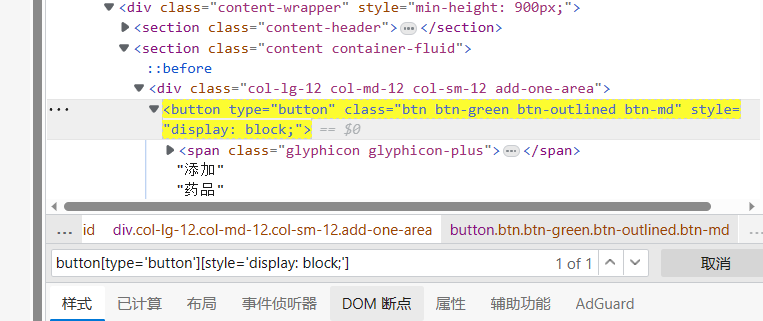 <div class="content-wrapper" style="min-height: 900px;">
<section class="content-header"> … </section>
<section class="content container-fluid">
::before
<div class="col-lg-12 col-md-12 col-sm-12 add-one-area">
... <button type="button" class="btn btn-green btn-outlined btn-md" style=
"display: block;"> == $0
<span class="glyphicon glyphicon-plus"> … </span>
"添加"
"药品"
... id div.col-lg-12.col-md-12.col-sm-12.add-one-area button.btn.btn-green.btn-outlined.btn-md ...
button[type='button'][style='display: block;'] 1 of 1 取消
样式 已计算 布局 事件侦听器 DOM 断点 属性 辅助功能 AdGuard